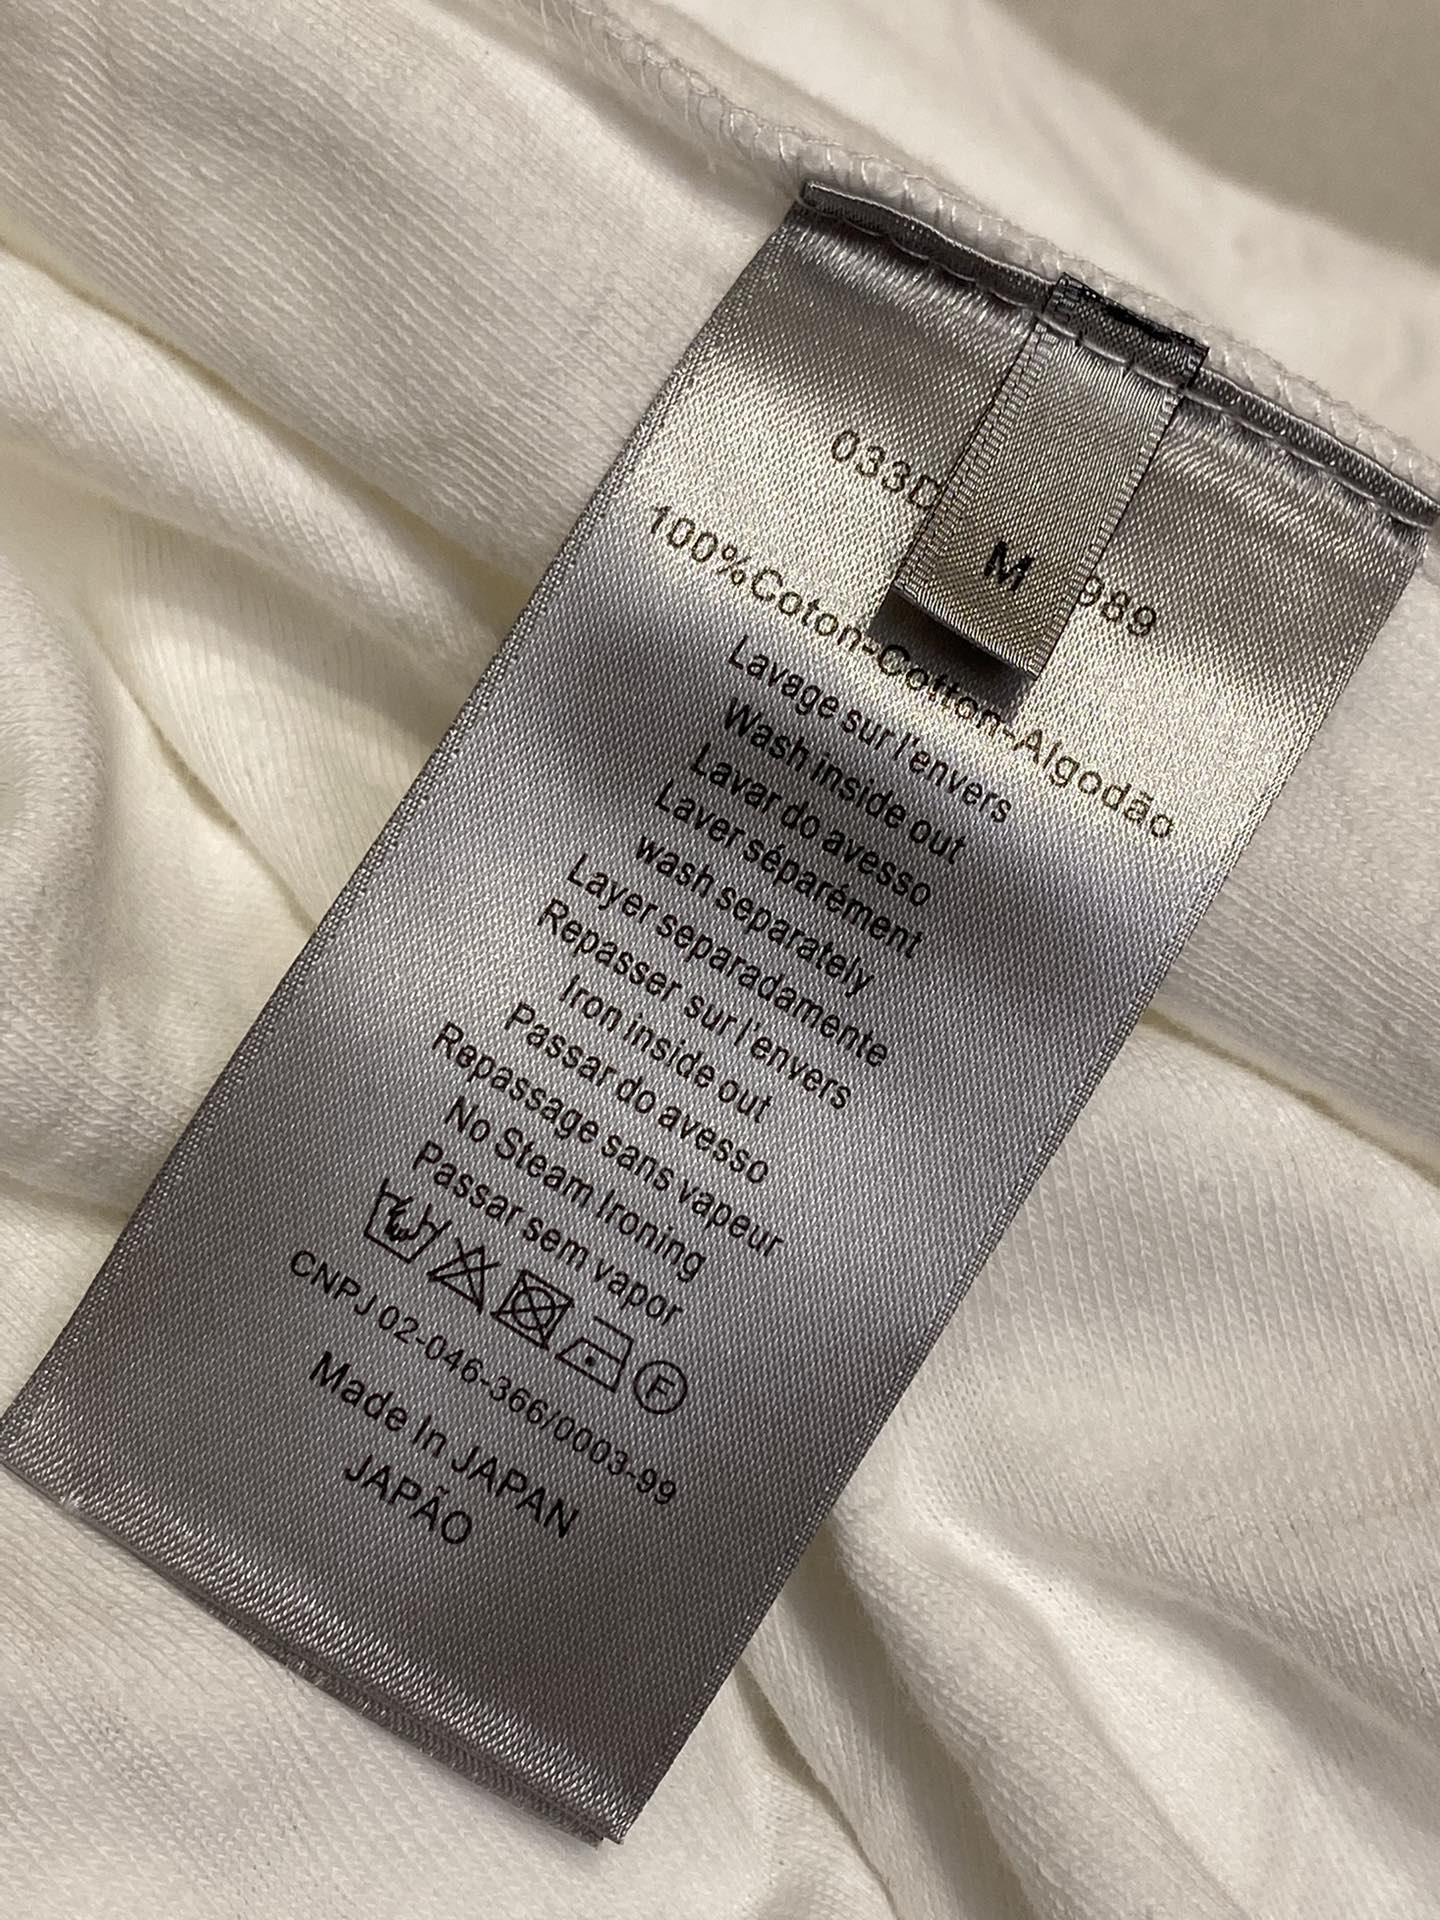 033D
M
989
100%Coton-Cotton-Algodão
Lavage sur l'envers
Wash inside out
Lavar do avesso
Laver séparément
wash separately
Layer separadamente
Repasser sur l'envers
Iron inside out
Passar do avesso
Repassage sans vapeur
No Steam Ironing
Passar sem vapor
F
CNPJ 02-046-366/0003-99
Made In JAPAN
JAPÃO